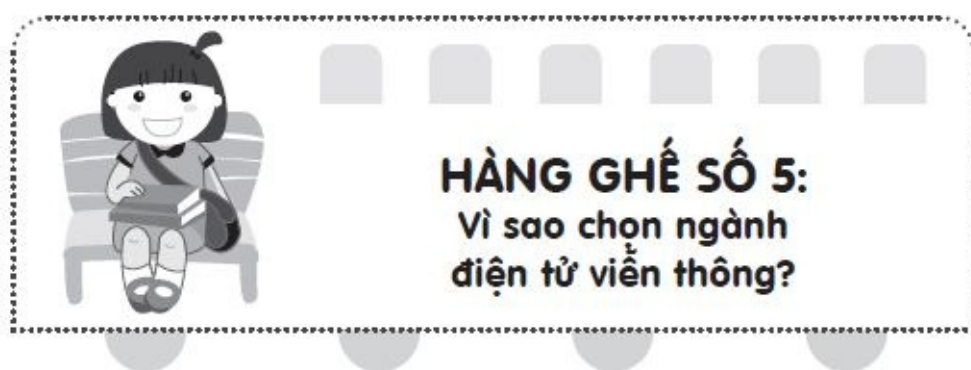 HÀNG GHẾ SỐ 5:
Vì sao chọn ngành
điện tử viễn thông?